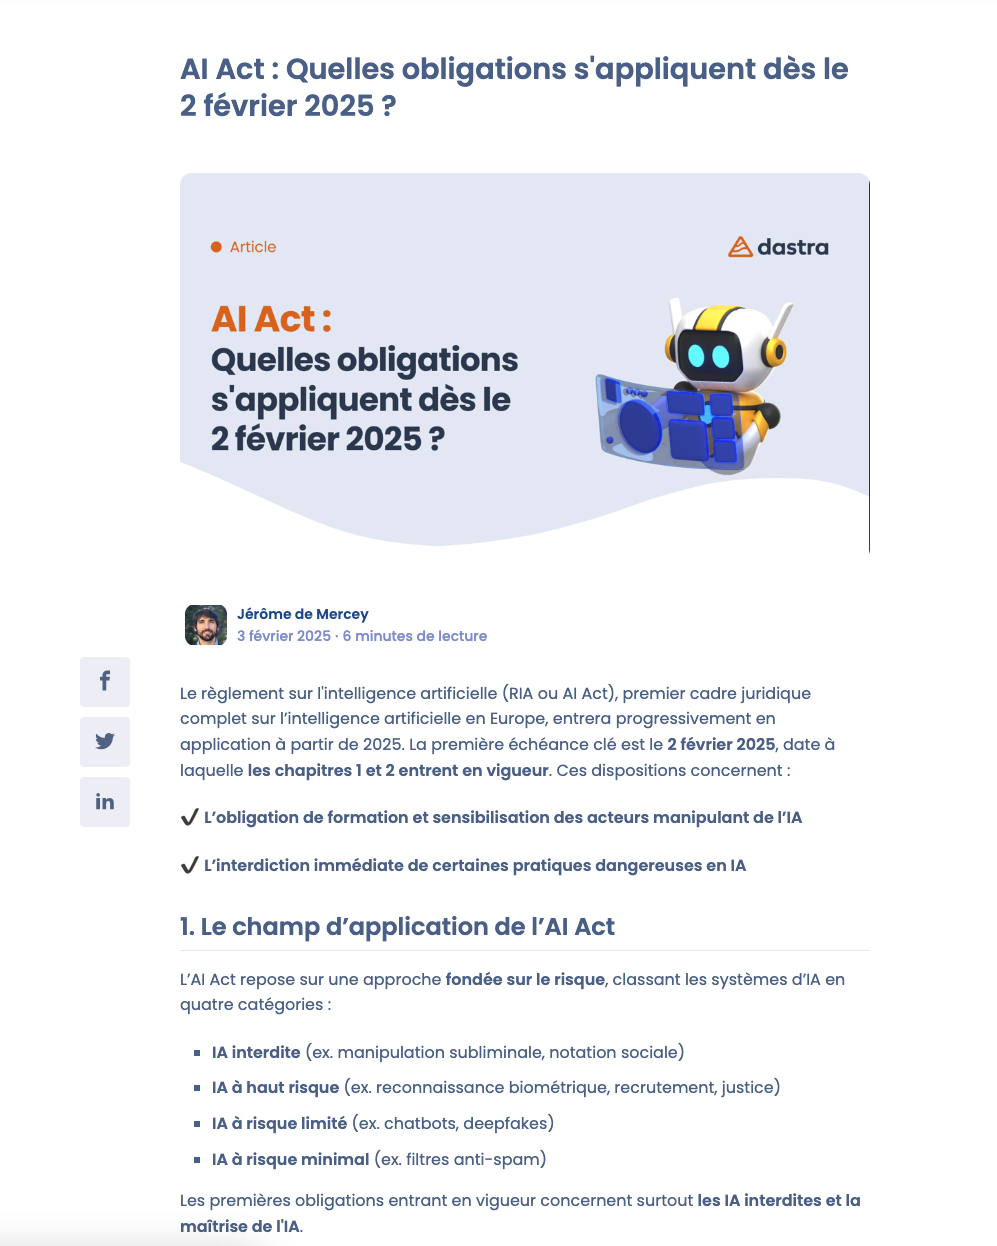 AI Act : Quelles obligations s'appliquent dès le
2 février 2025 ?
Article
dastra
AI Act :
Quelles obligations
s'appliquent dès le
2 février 2025 ?
Jérôme de Mercey
3 février 2025 · 6 minutes de lecture
Le règlement sur l'intelligence artificielle (RIA ou AI Act), premier cadre juridique
complet sur l’intelligence artificielle en Europe, entrera progressivement en
application à partir de 2025. La première échéance clé est le 2 février 2025, date à
laquelle les chapitres 1 et 2 entrent en vigueur. Ces dispositions concernent :
✔ L’obligation de formation et sensibilisation des acteurs manipulant de l’IA
✔ L’interdiction immédiate de certaines pratiques dangereuses en IA
1. Le champ d’application de l’AI Act
L’AI Act repose sur une approche fondée sur le risque, classant les systèmes d’IA en
quatre catégories :
▪ IA interdite (ex. manipulation subliminale, notation sociale)
▪ IA à haut risque (ex. reconnaissance biométrique, recrutement, justice)
▪ IA à risque limité (ex. chatbots, deepfakes)
▪ IA à risque minimal (ex. filtres anti-spam)
Les premières obligations entrant en vigueur concernent surtout les IA interdites et la
maîtrise de l'IA.